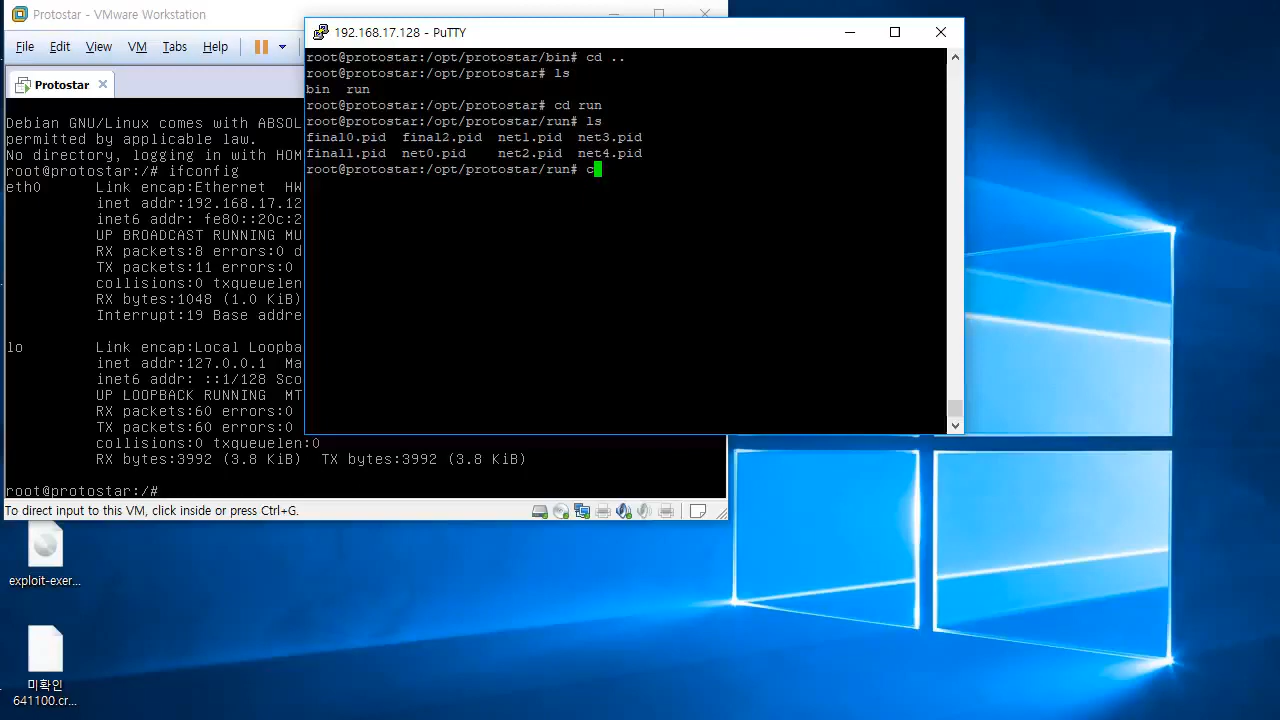 Protostar - VMware Workstation
File Edit View VM Tabs Help
Protostar
Debian GNU/Linux comes with ABSOL
permitted by applicable law.
No directory, logging in with HOM
root@protostar:/# ifconfig
eth0 Link encap:Ethernet HW
inet addr:192.168.17.12
inet6 addr: fe80::20c:2
UP BROADCAST RUNNING MU
RX packets:8 errors:0 d
TX packets:11 errors:0
collisions:0 txqueuelen
RX bytes:1048 (1.0 KiB)
Interrupt:19 Base addre
lo Link encap:Local Loopba
inet addr:127.0.0.1 Ma
inet6 addr: ::1/128 Sco
UP LOOPBACK RUNNING MT
RX packets:60 errors:0
TX packets:60 errors:0
collisions:0 txqueuelen:0
RX bytes:3992 (3.8 KiB) TX bytes:3992 (3.8 KiB)
root@protostar:/#
To direct input to this VM, click inside or press Ctrl+G.
192.168.17.128 - PuTTY
root@protostar:/opt/protostar/bin# cd ..
root@protostar:/opt/protostar# ls
bin run
root@protostar:/opt/protostar# cd run
root@protostar:/opt/protostar/run# ls
final0.pid final2.pid net1.pid net3.pid
final1.pid net0.pid net2.pid net4.pid
root@protostar:/opt/protostar/run# c
exploit-exer...
미확인
641100.cr...